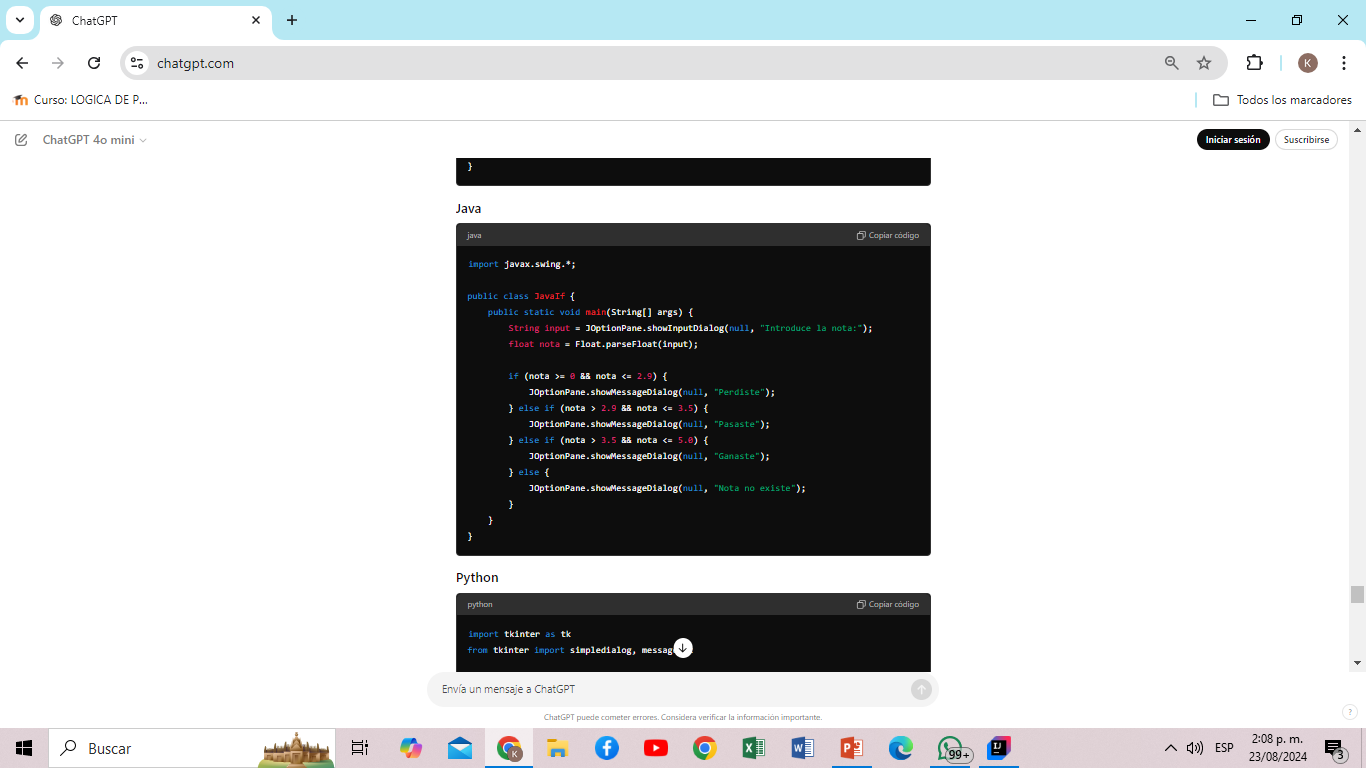 ChatGPT
chatgpt.com
K
Curso: LOGICA DE P...
Todos los marcadores
ChatGPT 4o mini
Iniciar sesión
Suscribirse
}
Java
java
Copiar código
import javax.swing.*;
public class JavaIf {
public static void main(String[] args) {
String input = JOptionPane.showInputDialog(null, "Introduce la nota:");
float nota = Float.parseFloat(input);
if (nota >= 0 && nota <= 2.9) {
JOptionPane.showMessageDialog(null, "Perdiste");
} else if (nota > 2.9 && nota <= 3.5) {
JOptionPane.showMessageDialog(null, "Pasaste");
} else if (nota > 3.5 && nota <= 5.0) {
JOptionPane.showMessageDialog(null, "Ganaste");
} else {
JOptionPane.showMessageDialog(null, "Nota no existe");
}
}
}
Python
python
Copiar código
import tkinter as tk
from tkinter import simpledialog,
Envía un mensaje a ChatGPT
ChatGPT puede cometer errores. Considera verificar la información importante.
?
Buscar
K
99+
ESP
2:08 p. m.
23/08/2024
3